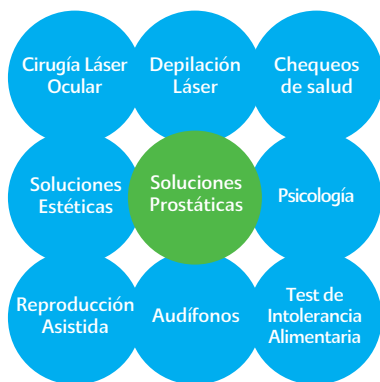 Cirugía Láser
Ocular
Depilación
Láser
Chequeos
de salud
Soluciones
Estéticas
Soluciones
Prostáticas
Psicología
Reproducción
Asistida
Audífonos
Test de
Intolerancia
Alimentaria